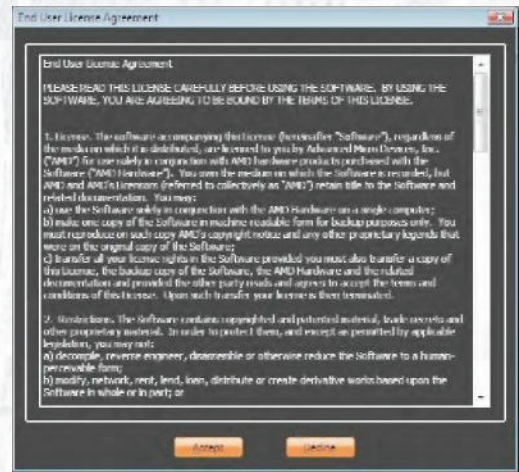 End User License Agreement
End User License Agreement
PLEASE READ THIS LICENSE CAREFULLY BEFORE USING THE SOFTWARE. BY USING THE
SOFTWARE, YOU ARE AGREEING TO BE BOUND BY THE TERMS OF THIS LICENSE.
1. License. The software accompanying this License (hereinafter "Software"), regardless of
the media on which it is distributed, are licensed to you by Advanced Micro Devices, Inc.
("AMD") for use solely in conjunction with AMD hardware products purchased with the
Software ("AMD Hardware"). You own the medium on which the Software is recorded, but
AMD and AMD's Licensors (referred to collectively as "AMD") retain title to the Software and
related documentation. You may:
a) use the Software solely in conjunction with the AMD Hardware on a single computer;
b) make one copy of the Software in machine-readable form for backup purposes only. You
must reproduce on such copy AMD's copyright notice and any other proprietary legends that
were on the original copy of the Software;
c) transfer all your license rights in the Software provided you must also transfer a copy of
this License, the backup copy of the Software, the AMD Hardware and the related
documentation and provided the other party reads and agrees to accept the terms and
conditions of this License. Upon such transfer your license is then terminated.
2. Restrictions. The Software contains copyrighted and patented material, trade secrets and
other proprietary material. In order to protect them, and except as permitted by applicable
legislation, you may not:
a) decompile, reverse engineer, disassemble or otherwise reduce the Software to a human-
perceivable form;
b) modify, network, rent, lend, loan, distribute or create derivative works based upon the
Software in whole or in part; or
Accept
Decline